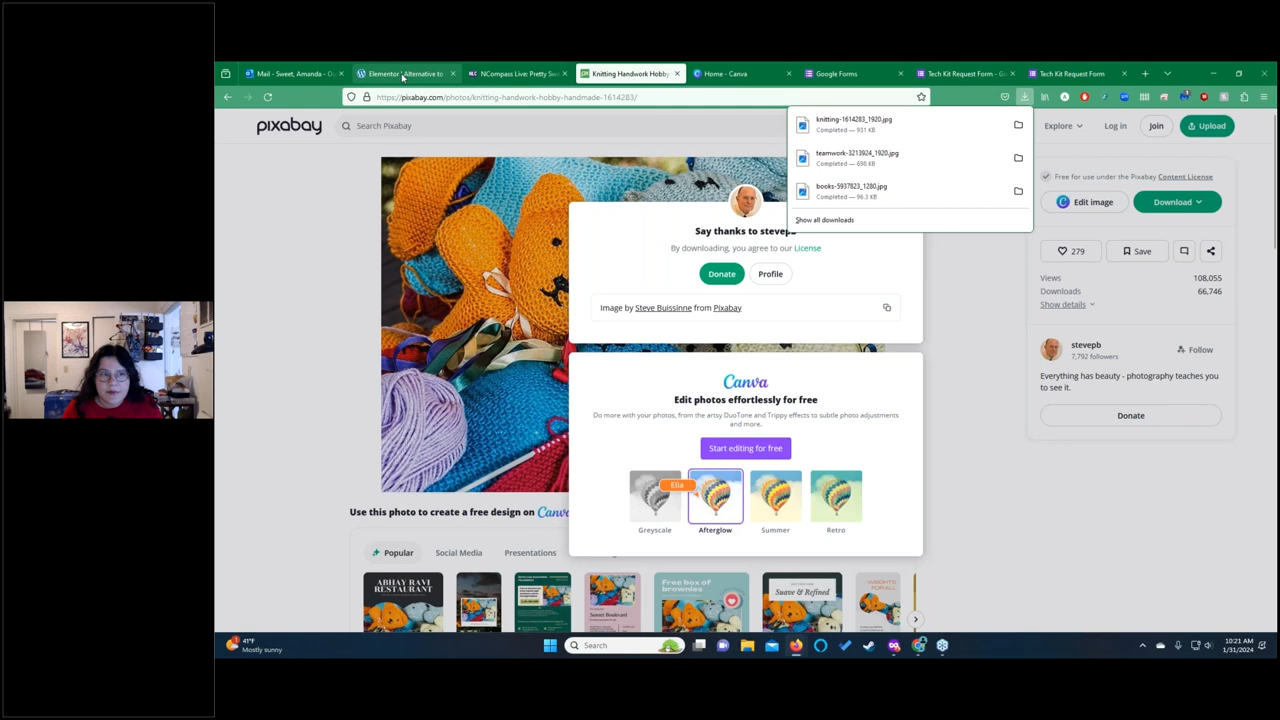 Mail - Sweet, Amanda - Ou
Elementor 'Alternative to
NCompass Live: Pretty Swe
Knitting Handwork Hobby
Home - Canva
Google Forms
Tech Kit Request Form - Go
Tech Kit Request Form
https://pixabay.com/photos/knitting-handwork-hobby-handmade-1614283/
pixabay
Search Pixabay
Explore
Log in
Join
Upload
knitting-1614283_1920.jpg
Completed — 931 KB
teamwork-3213924_1920.jpg
Completed — 698 KB
books-5937823_1280.jpg
Completed — 96.3 KB
Show all downloads
Free for use under the Pixabay Content License
Edit image
Download
279
Save
Views 108,055
Downloads 66,746
Show details
stevepb
7,792 followers
Follow
Everything has beauty - photography teaches you
to see it.
Donate
Say thanks to stevepb
By downloading, you agree to our License
Donate
Profile
Image by Steve Buissinne from Pixabay
Canva
Edit photos effortlessly for free
Do more with your photos, from the artsy DuoTone and Trippy effects to subtle photo adjustments
and more.
Start editing for free
Ella
Greyscale
Afterglow
Summer
Retro
Use this photo to create a free design on Canva
Popular
Social Media
Presentations
ABHAY RAVI
RESTAURANT
Sunset Boulevard
Free box of
brownies
Suave & Refined
WEIGHTS
FOR ALL
41°F
Mostly sunny
Search
10:21 AM
1/31/2024